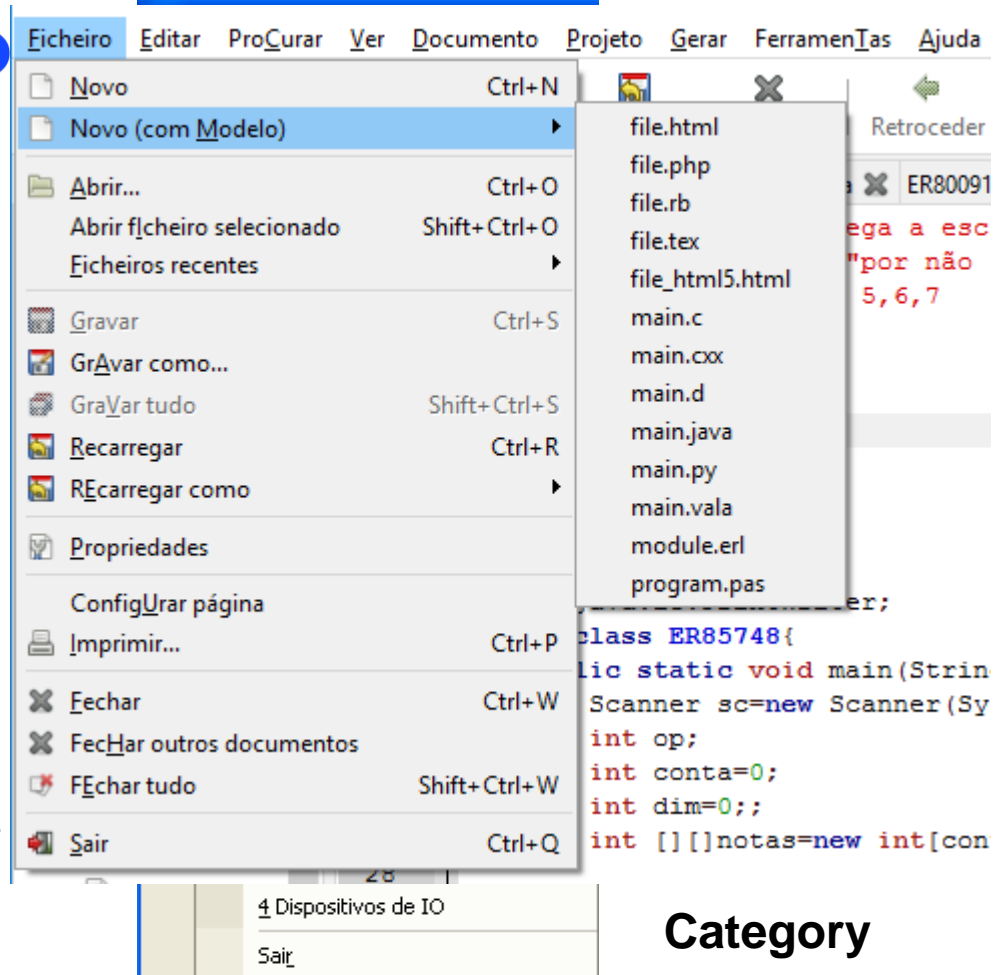 Ficheiro Editar ProCurar Ver Documento Projeto Gerar FerramenTas Ajuda
Novo Ctrl+N
Novo (com Modelo)
Abrir... Ctrl+O
Abrir fIcheiro selecionado Shift+Ctrl+O
Ficheiros recentes
Gravar Ctrl+S
GrAvar como...
GraVar tudo Shift+Ctrl+S
Recarregar Ctrl+R
REcarregar como
Propriedades
ConfigUrar página
Imprimir... Ctrl+P
Fechar Ctrl+W
FecHar outros documentos
FEchar tudo Shift+Ctrl+W
Sair Ctrl+Q
file.html
file.php
file.rb
file.tex
file_html5.html
main.c
main.cxx
main.d
main.java
main.py
main.vala
module.erl
program.pas
Retroceder
ER80091
ega a esc
"por não
5,6,7
er;
class ER85748{
lic static void main(Strin
Scanner sc=new Scanner(Sy
int op;
int conta=0;
int dim=0;;
int [][]notas=new int[con
28
4 Dispositivos de IO
Sair
Category